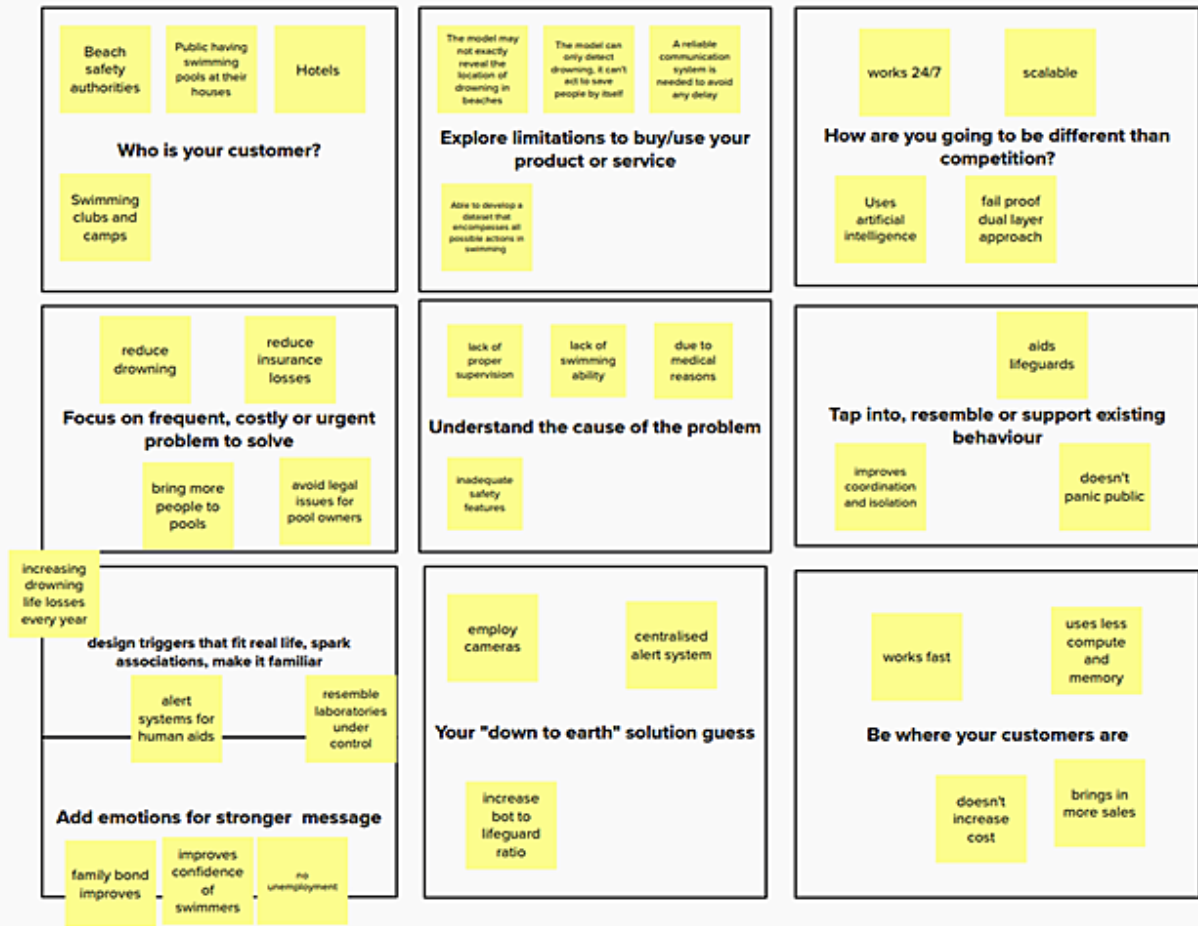 Beach
safety
authorities
Public having
swimming
pools at their
houses
Hotels
Who is your customer?
Swimming
clubs and
camps
The model may
not exactly
reveal the
location of
drowning in
beaches
The model can
only detect
drowning, it can't
act to save
people by itself
A reliable
communication
system is
needed to avoid
any delay
Explore limitations to buy/use your
product or service
Able to develop a
dataset that
encompasses all
possible actions in
swimming
works 24/7
scalable
How are you going to be different than
competition?
Uses
artificial
intelligence
fail proof
dual layer
approach
reduce
drowning
reduce
insurance
losses
Focus on frequent, costly or urgent
problem to solve
bring more
people to
pools
avoid legal
issues for
pool owners
lack of
proper
supervision
lack of
swimming
ability
due to
medical
reasons
Understand the cause of the problem
inadequate
safety
features
aids
lifeguards
Tap into, resemble or support existing
behaviour
improves
coordination
and isolation
doesn't
panic public
increasing
drowning
life losses
every year
design triggers that fit real life, spark
associations, make it familiar
alert
systems for
human aids
resemble
laboratories
under
control
Add emotions for stronger message
family bond
improves
improves
confidence
of
swimmers
no
unemployment
employ
cameras
centralised
alert system
Your "down to earth" solution guess
increase
bot to
lifeguard
ratio
works fast
uses less
compute
and
memory
Be where your customers are
doesn't
increase
cost
brings in
more sales